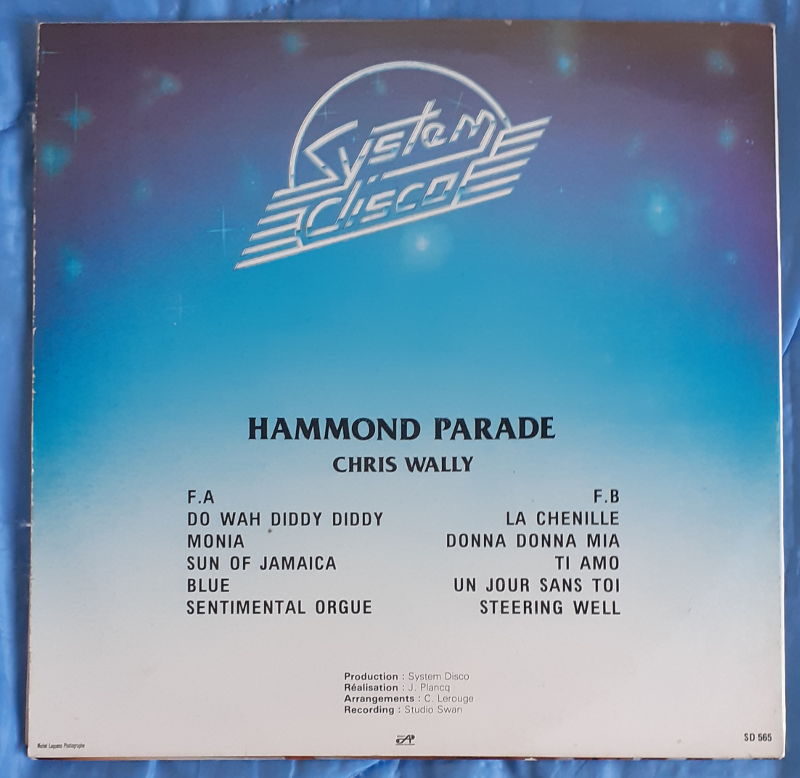 System
disco
HAMMOND PARADE
CHRIS WALLY
F.A
DO WAH DIDDY DIDDY
MONIA
SUN OF JAMAICA
BLUE
SENTIMENTAL ORGUE
F.B
LA CHENILLE
DONNA DONNA MIA
TI AMO
UN JOUR SANS TOI
STEERING WELL
Production : System Disco
Réalisation : J. Plancq
Arrangements : C. Lerouge
Recording : Studio Swan
Photographe
SD 565